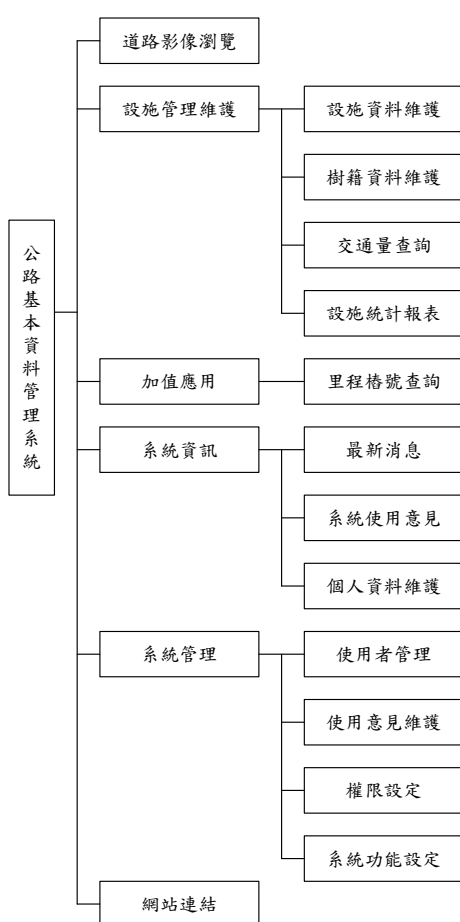 公路基本資料管理系統
道路影像瀏覽
設施管理維護
設施資料維護
樹籍資料維護
交通量查詢
設施統計報表
加值應用
里程樁號查詢
系統資訊
最新消息
系統使用意見
個人資料維護
系統管理
使用者管理
使用意見維護
權限設定
系統功能設定
網站連結